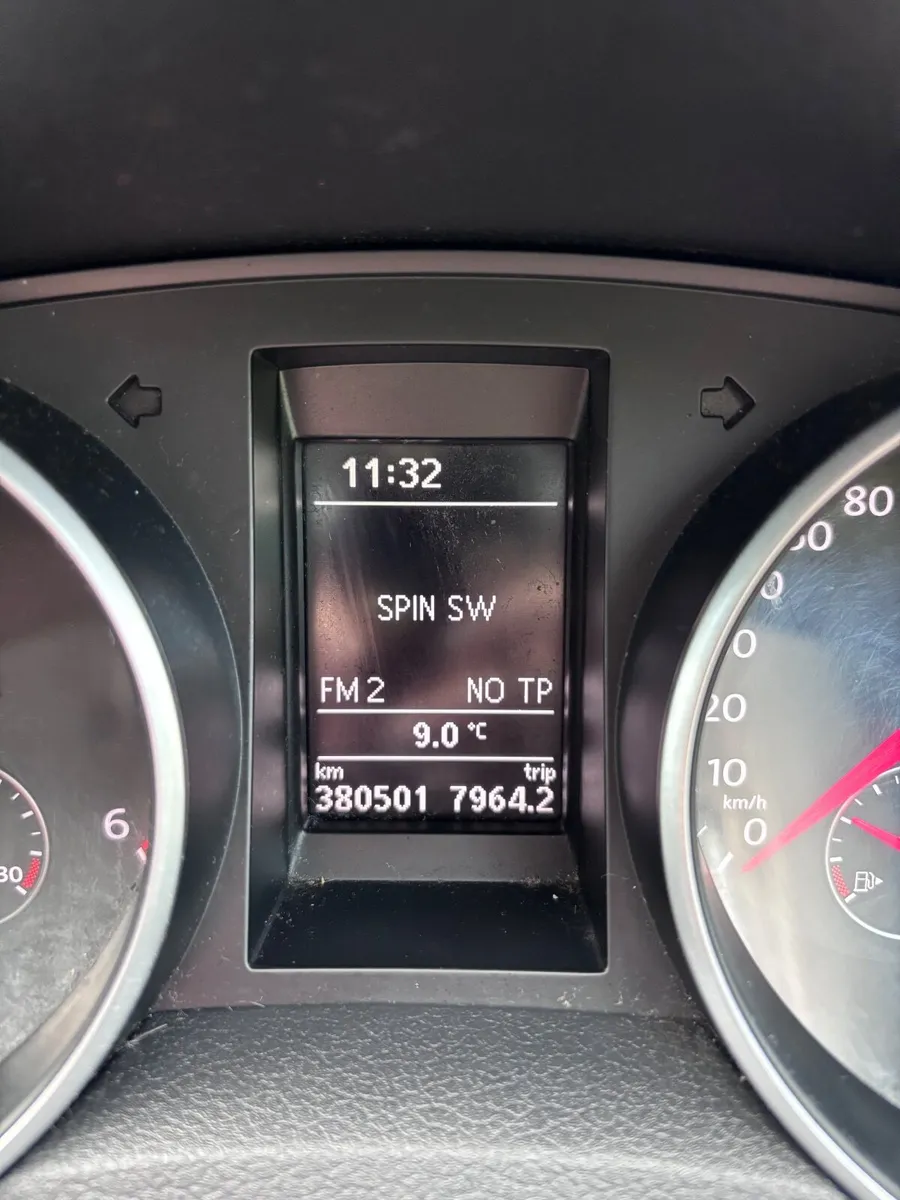 11:32
SPIN SW
FM 2 NO TP
9.0 °C
km trip
380501 7964.2
80
20
10
km/h
0
6